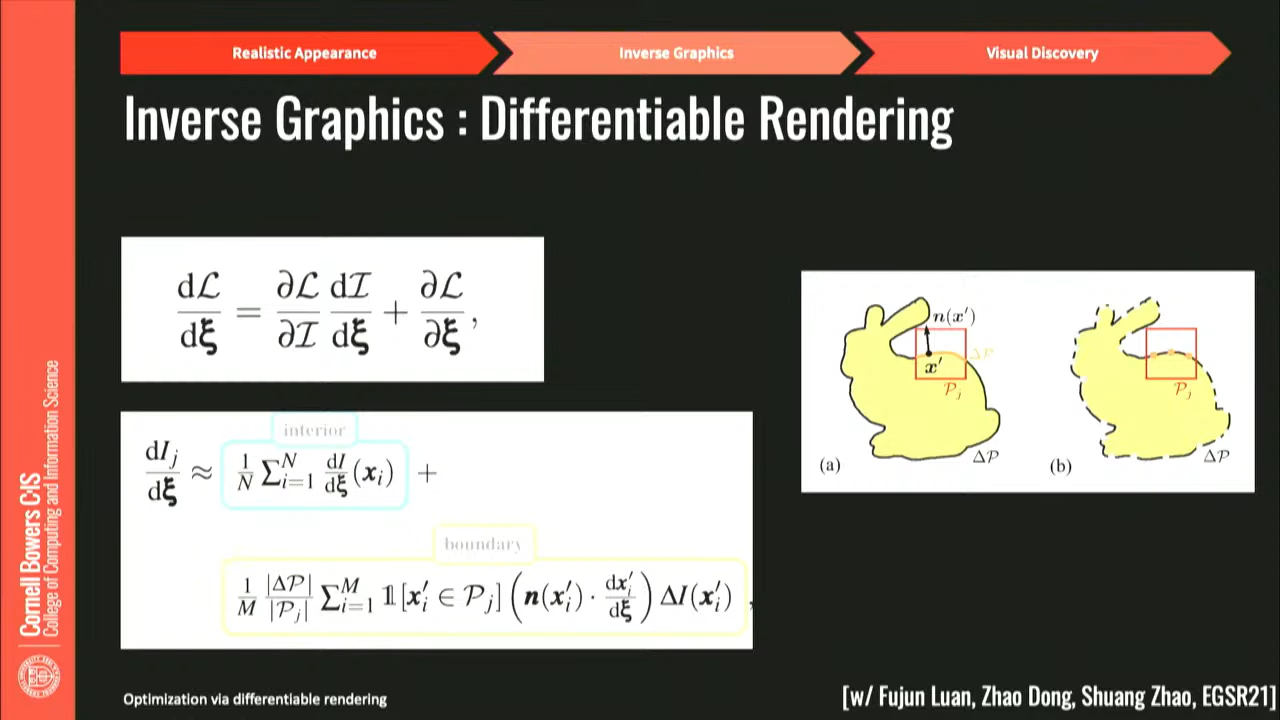 Realistic Appearance
Inverse Graphics
Visual Discovery
Inverse Graphics : Differentiable Rendering
dℒ/dξ = ∂ℒ/∂ℐ dℐ/dξ + ∂ℒ/∂ξ,
interior
dI_j/dξ ≈ 1/N ∑_{i=1}^{N} dI/dξ (x_i) +
boundary
1/M |Δ𝒫|/|𝒫_j| ∑_{i=1}^{M} 𝟙[x′_i ∈ 𝒫_j] (n(x′_i) · dx′_i/dξ) ΔI(x′_i) ,
n(x′)
Δ𝒫
x′
𝒫_j
Δ𝒫
(a)
𝒫_j
Δ𝒫
(b)
Cornell Bowers C·IS
College of Computing and Information Science
Optimization via differentiable rendering
[w/ Fujun Luan, Zhao Dong, Shuang Zhao, EGSR21]